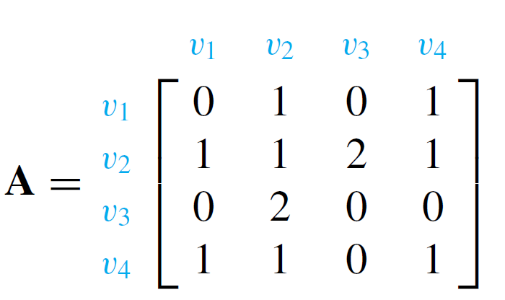 v1 v2 v3 v4
v1 0 1 0 1
v2 1 1 2 1
A =
v3 0 2 0 0
v4 1 1 0 1